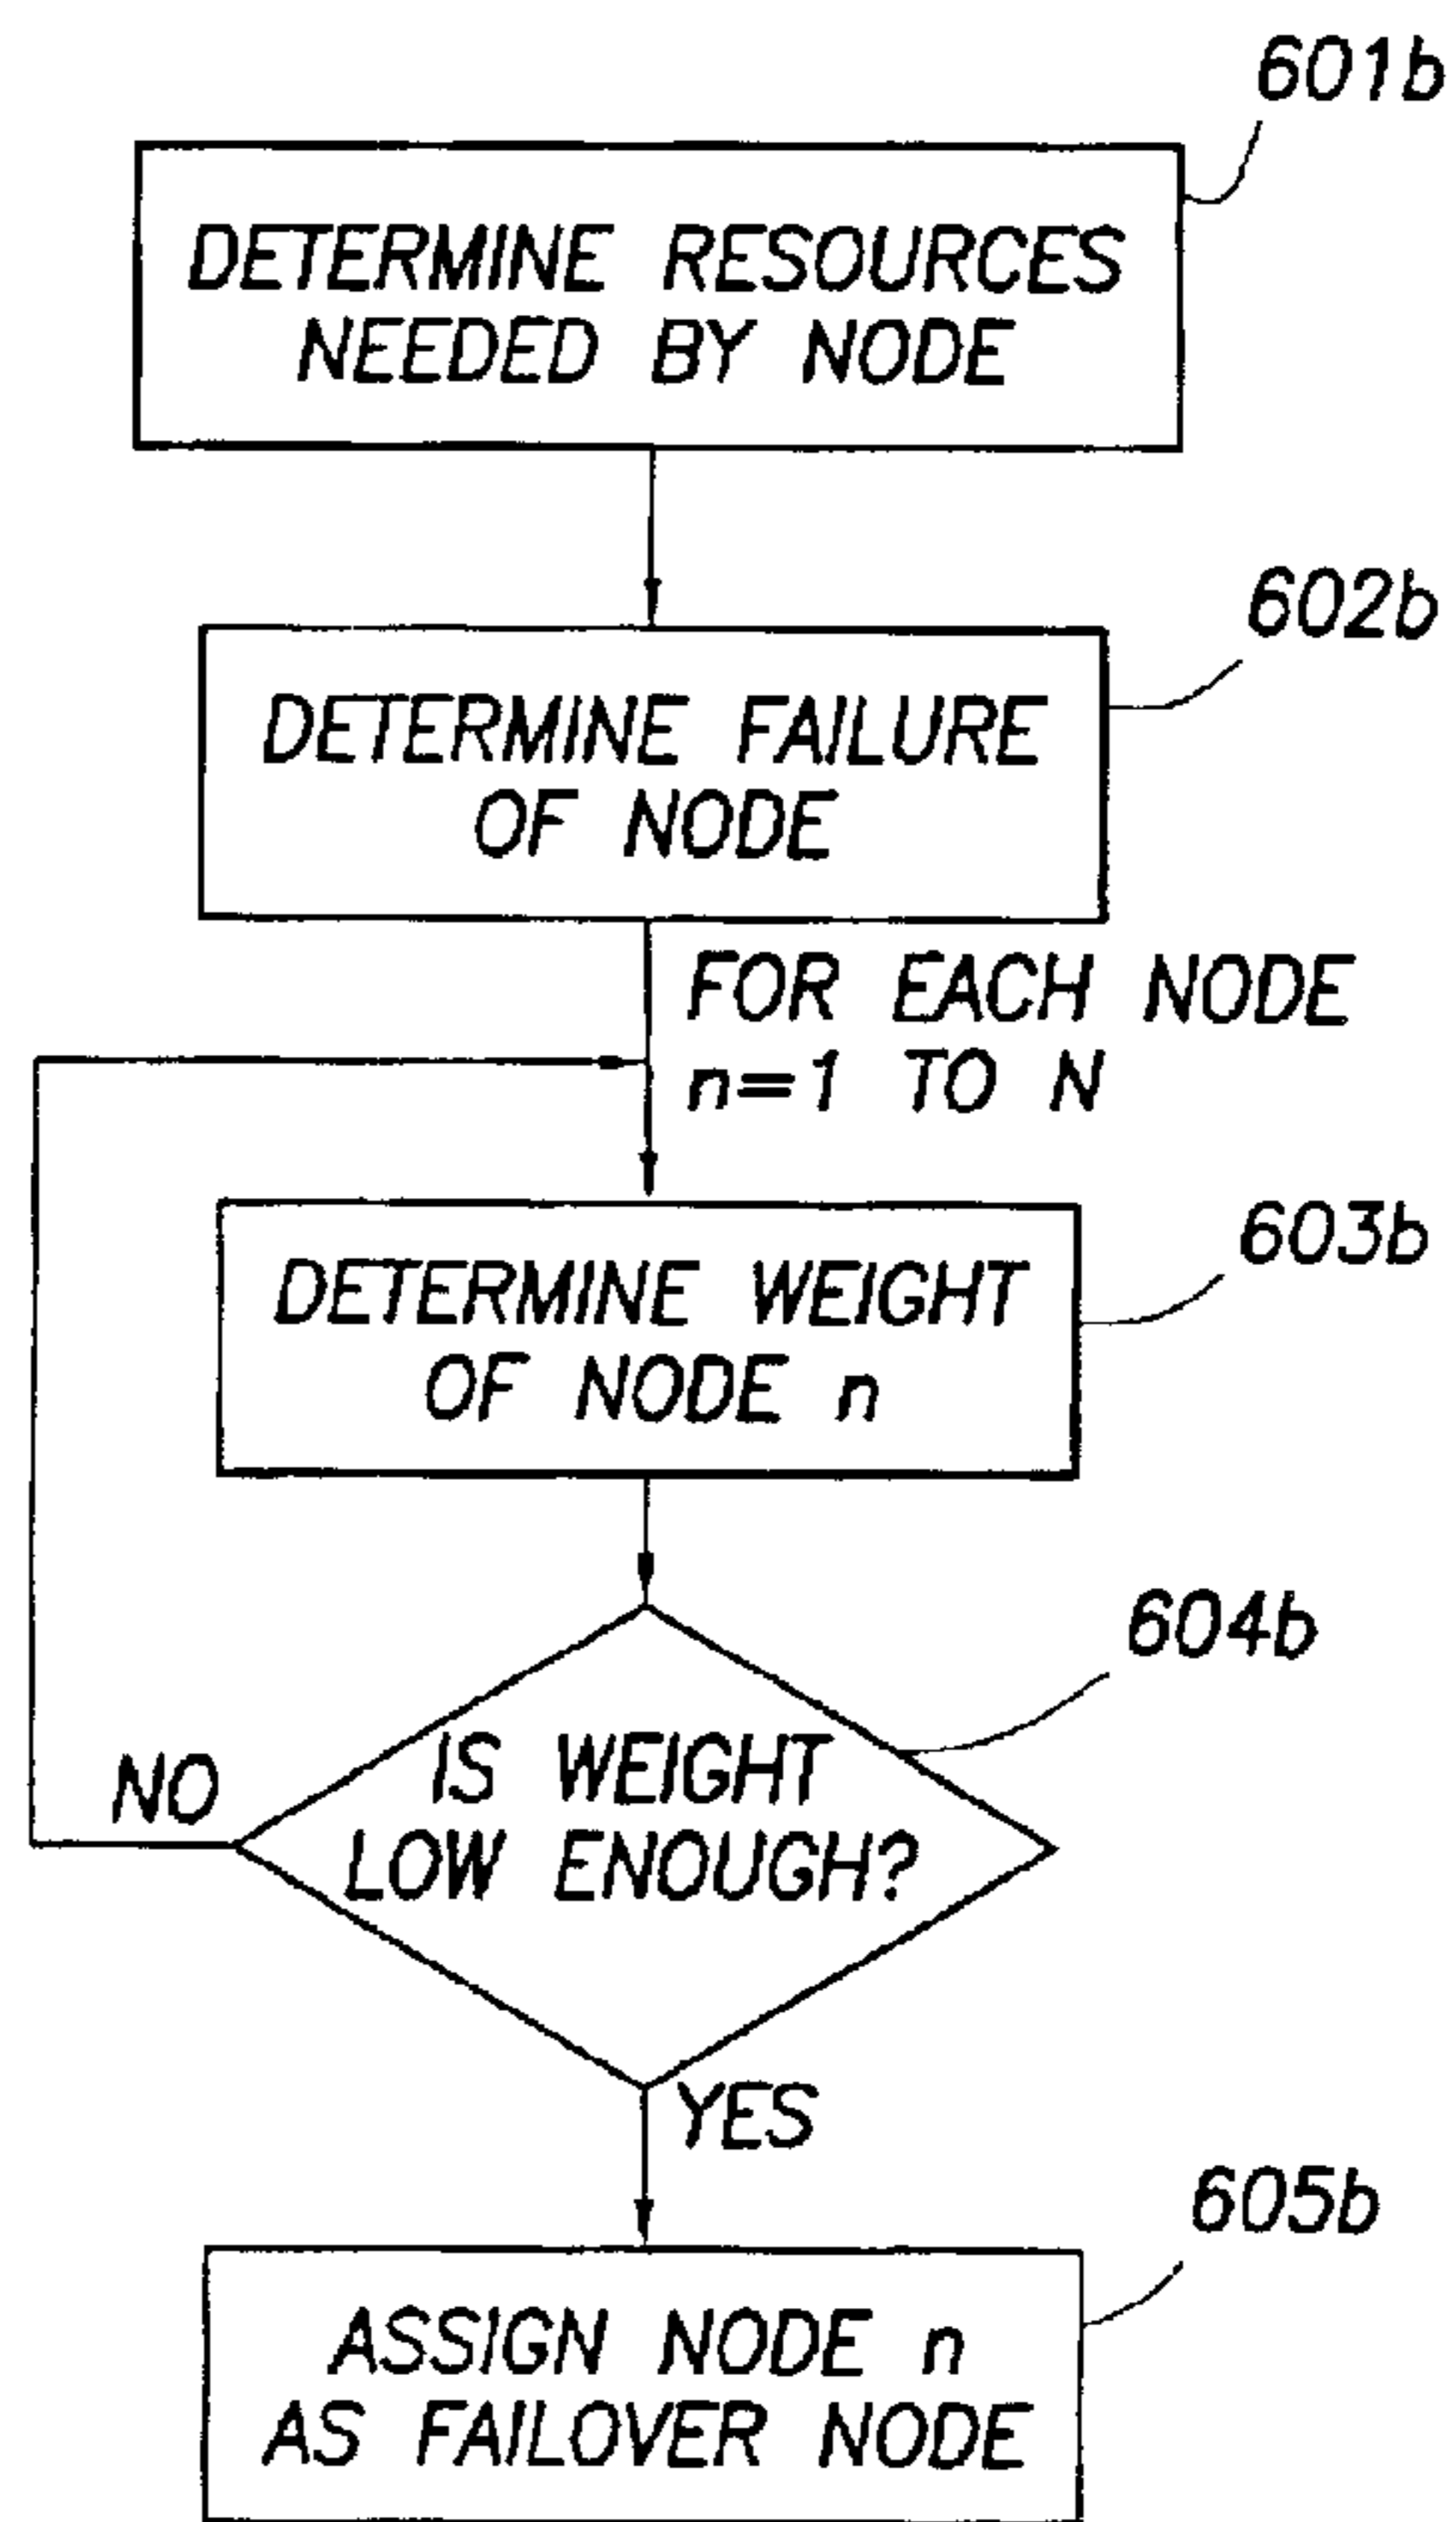 601b
DETERMINE RESOURCES
NEEDED BY NODE
602b
DETERMINE FAILURE
OF NODE
FOR EACH NODE
n=1 TO N
603b
DETERMINE WEIGHT
OF NODE n
604b
IS WEIGHT
LOW ENOUGH?
NO
YES
605b
ASSIGN NODE n
AS FAILOVER NODE